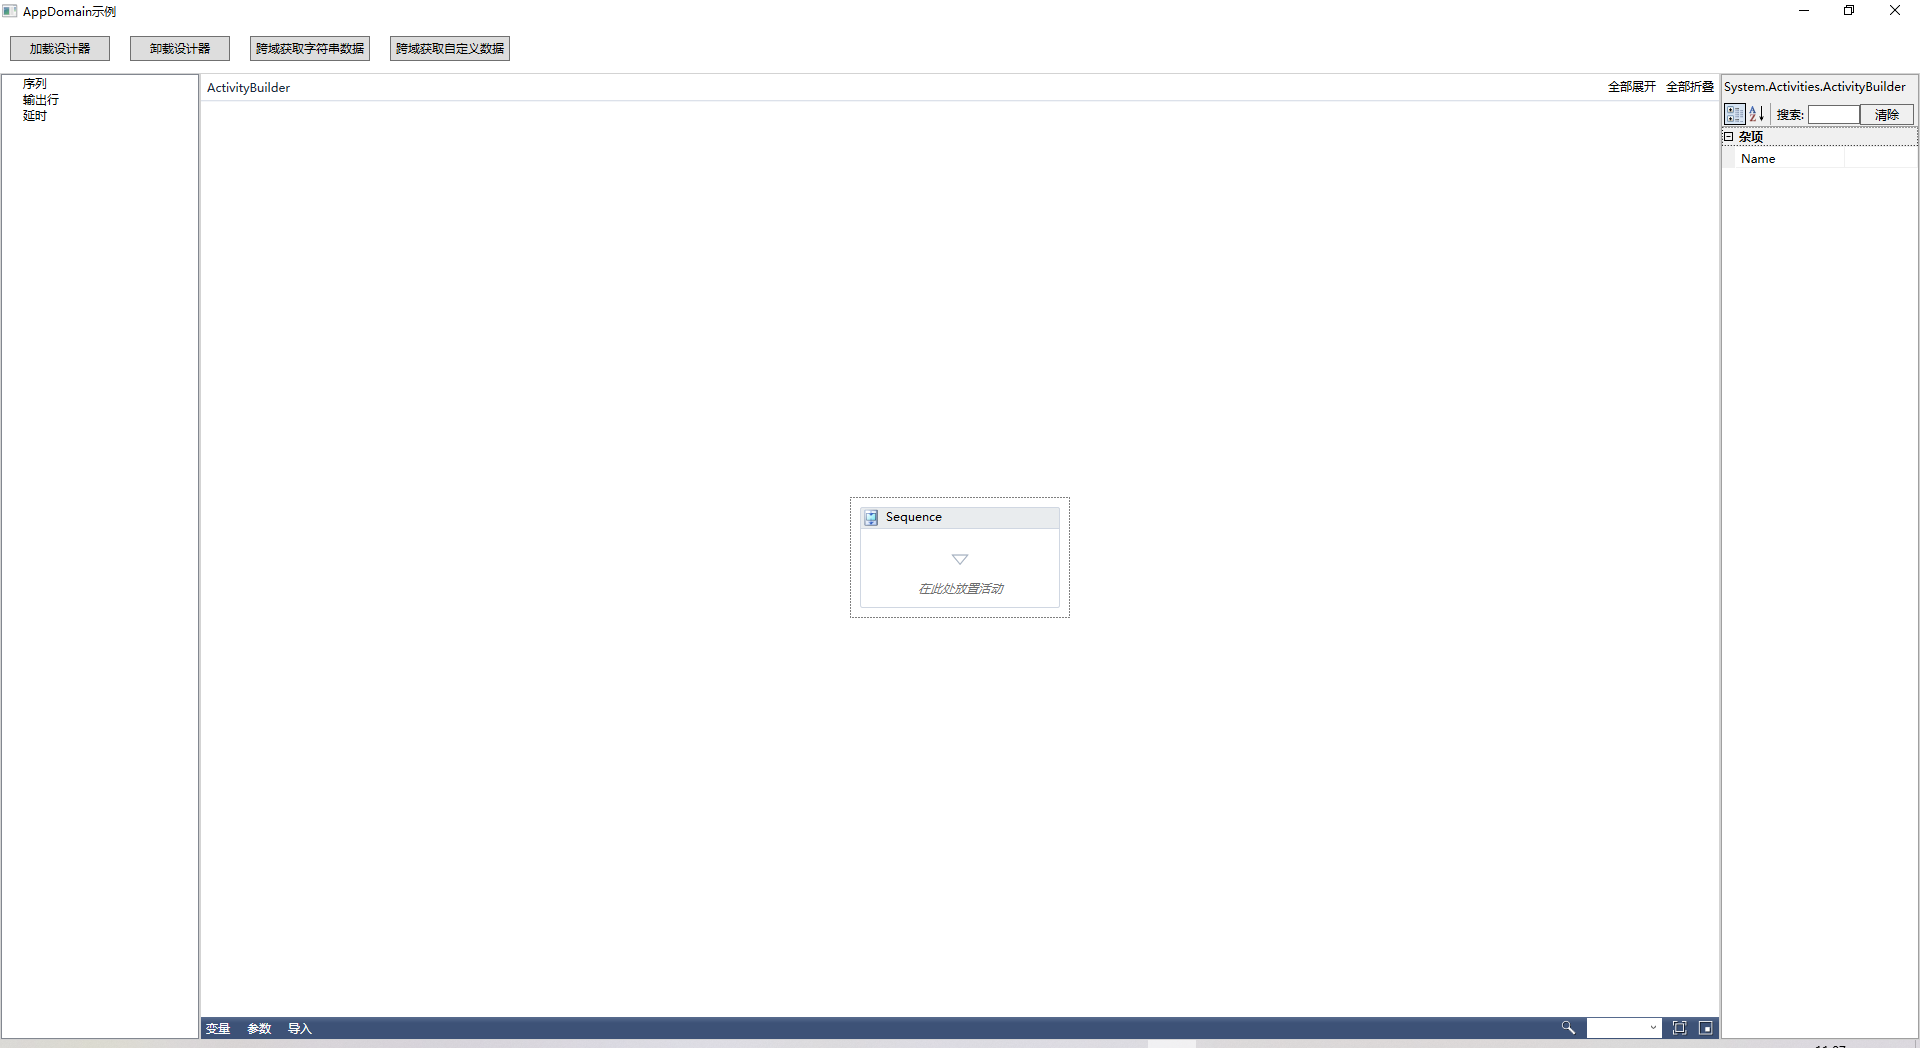 AppDomain示例
加载设计器 卸载设计器 跨域获取字符串数据 跨域获取自定义数据
序列
输出行
延时
ActivityBuilder 全部展开 全部折叠
Sequence
在此处放置活动
变量 参数 导入
System.Activities.ActivityBuilder
搜索: 清除
杂项
Name